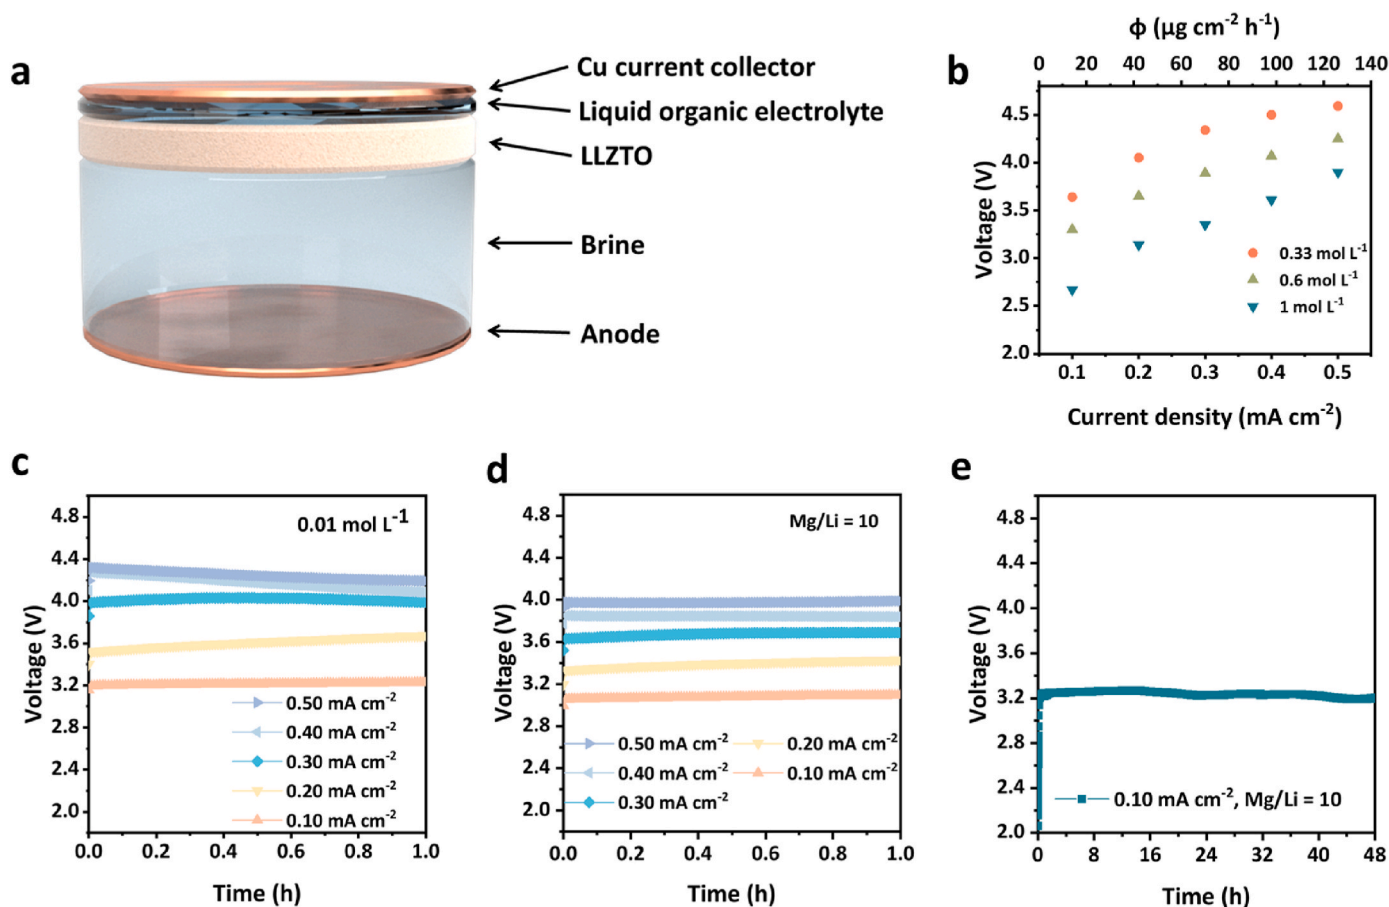 a
Cu current collector
Liquid organic electrolyte
LLZTO
Brine
Anode
b
ϕ (μg cm⁻² h⁻¹)
0 20 40 60 80 100 120 140
4.5
4.0
3.5
3.0
2.5
2.0
Voltage (V)
0.33 mol L⁻¹
0.6 mol L⁻¹
1 mol L⁻¹
0.1 0.2 0.3 0.4 0.5
Current density (mA cm⁻²)
c
0.01 mol L⁻¹
4.8
4.4
4.0
3.6
3.2
2.8
2.4
2.0
Voltage (V)
0.50 mA cm⁻²
0.40 mA cm⁻²
0.30 mA cm⁻²
0.20 mA cm⁻²
0.10 mA cm⁻²
0.0 0.2 0.4 0.6 0.8 1.0
Time (h)
d
Mg/Li = 10
4.8
4.4
4.0
3.6
3.2
2.8
2.4
2.0
Voltage (V)
0.50 mA cm⁻² 0.20 mA cm⁻²
0.40 mA cm⁻² 0.10 mA cm⁻²
0.30 mA cm⁻²
0.0 0.2 0.4 0.6 0.8 1.0
Time (h)
e
4.8
4.4
4.0
3.6
3.2
2.8
2.4
2.0
Voltage (V)
0.10 mA cm⁻², Mg/Li = 10
0 8 16 24 32 40 48
Time (h)